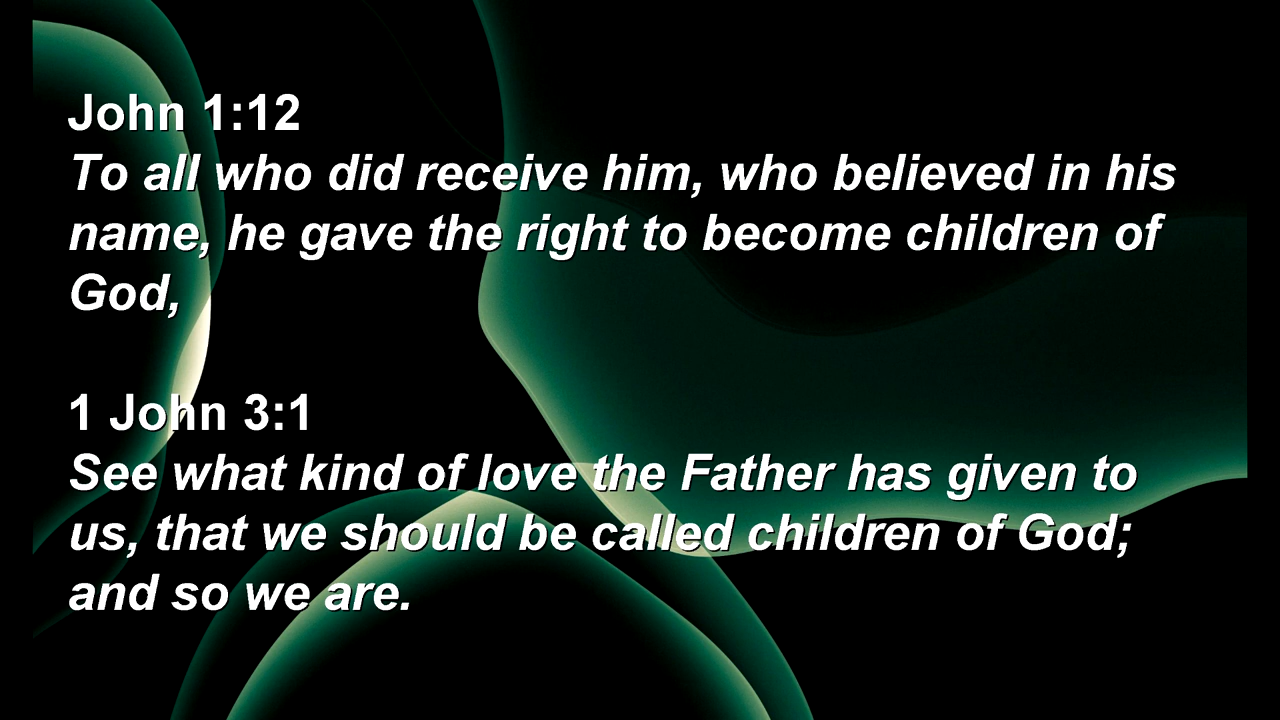 John 1:12
To all who did receive him, who believed in his
name, he gave the right to become children of
God,
1 John 3:1
See what kind of love the Father has given to
us, that we should be called children of God;
and so we are.